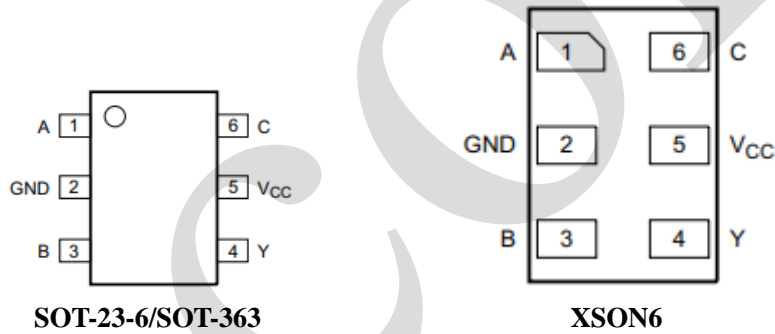 A 1 6 C
GND 2 5 VCC
B 3 4 Y
SOT-23-6/SOT-363
A 1 6 C
GND 2 5 VCC
B 3 4 Y
XSON6